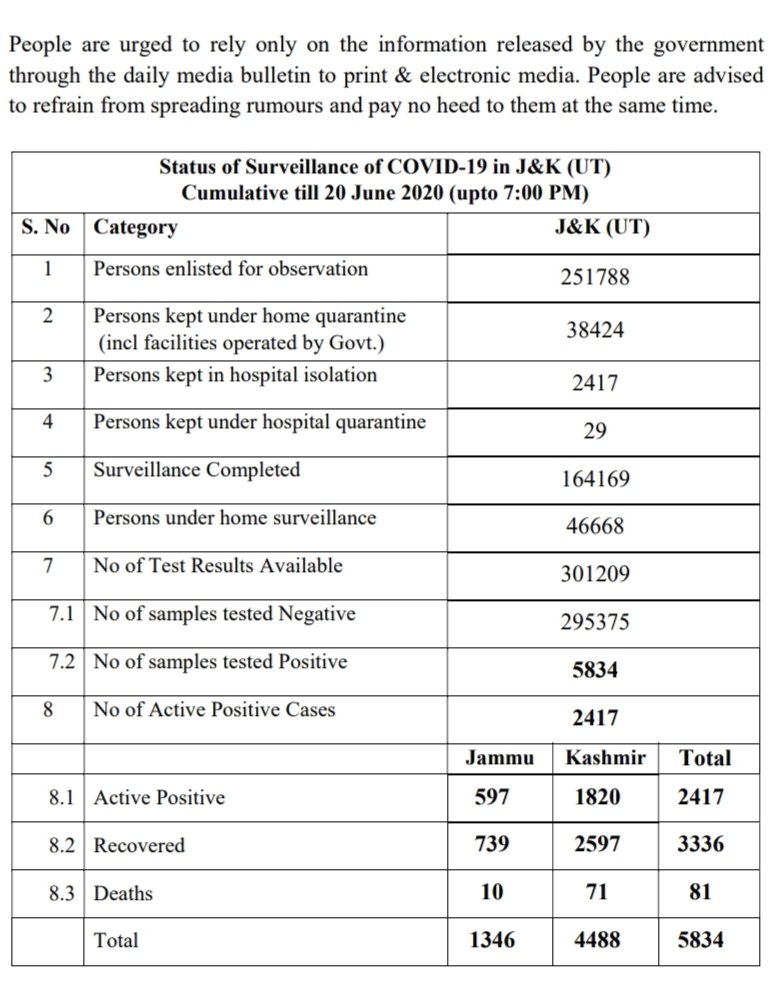 People are urged to rely only on the information released by the government
through the daily media bulletin to print & electronic media. People are advised
to refrain from spreading rumours and pay no heed to them at the same time.
Status of Surveillance of COVID-19 in J&K (UT)
Cumulative till 20 June 2020 (upto 7:00 PM)
S. No Category J&K (UT)
1 Persons enlisted for observation 251788
2 Persons kept under home quarantine
(incl facilities operated by Govt.) 38424
3 Persons kept in hospital isolation 2417
4 Persons kept under hospital quarantine 29
5 Surveillance Completed 164169
6 Persons under home surveillance 46668
7 No of Test Results Available 301209
7.1 No of samples tested Negative 295375
7.2 No of samples tested Positive 5834
8 No of Active Positive Cases 2417
Jammu Kashmir Total
8.1 Active Positive 597 1820 2417
8.2 Recovered 739 2597 3336
8.3 Deaths 10 71 81
Total 1346 4488 5834